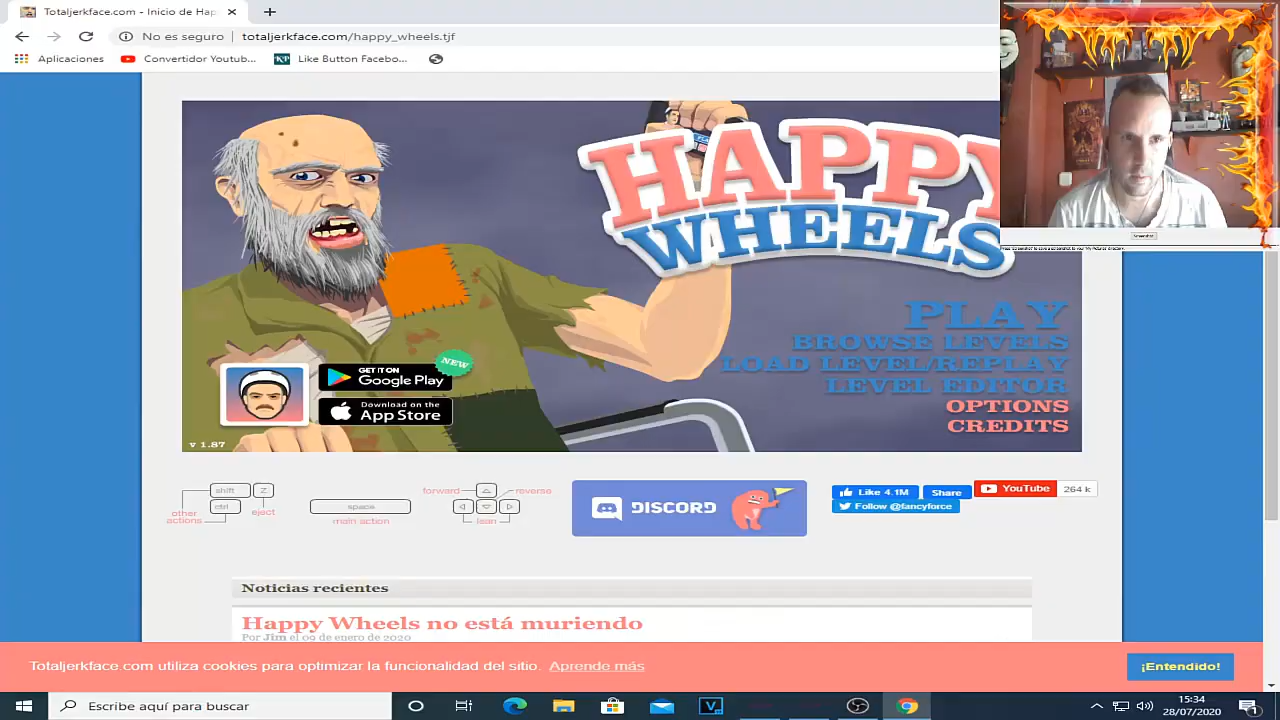 Totaljerkface.com - Inicio de Hap
No es seguro
totaljerkface.com/happy_wheels.tjf
Aplicaciones
Convertidor Youtub...
Like Button Facebo...
HAPPY
WHEELS
PLAY
BROWSE LEVELS
LOAD LEVEL/REPLAY
LEVEL EDITOR
OPTIONS
CREDITS
NEW
GET IT ON
Google Play
Download on the
App Store
v 1.87
shift
Z
ctrl
other
actions
eject
space
main action
forward
reverse
lean
DISCORD
Like 4.1M
Share
YouTube
264 k
Follow @fancyforce
Noticias recientes
Happy Wheels no está muriendo
Por Jim el 09 de enero de 2020
Totaljerkface.com utiliza cookies para optimizar la funcionalidad del sitio. Aprende más
¡Entendido!
Escribe aquí para buscar
15:34
28/07/2020
1